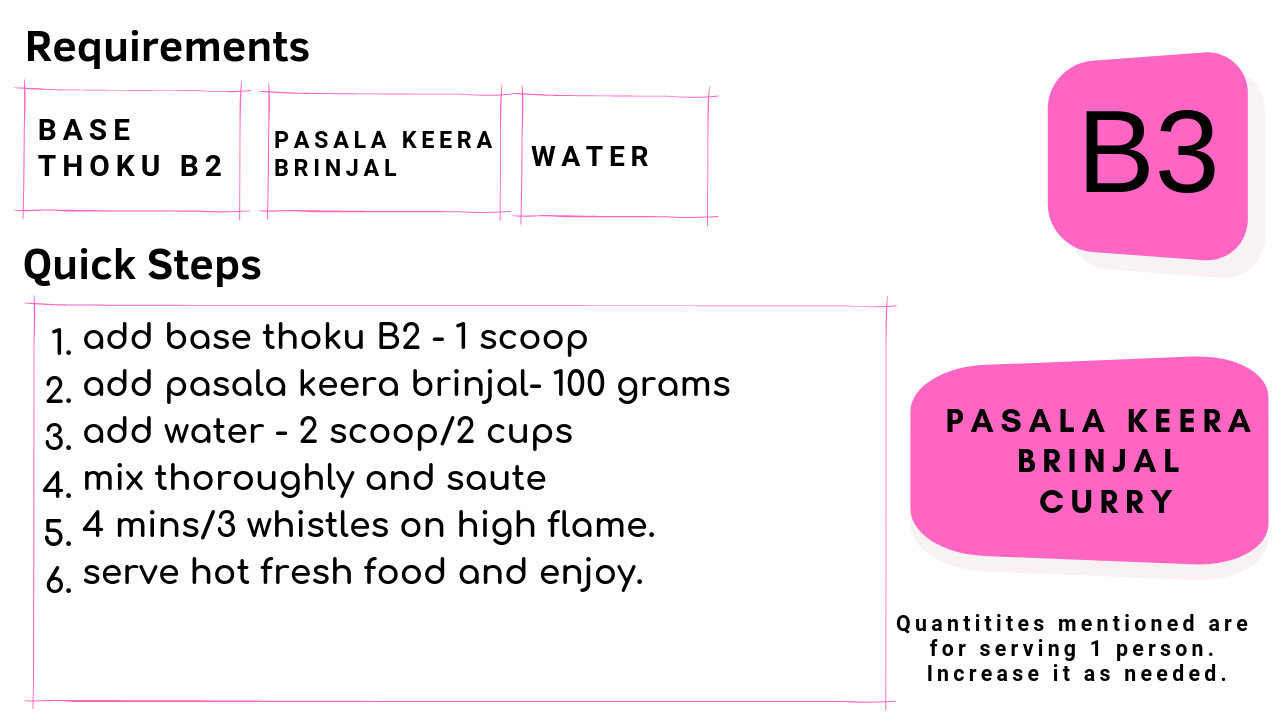 Requirements
BASE
THOKU B2
PASALA KEERA
BRINJAL
WATER
B3
Quick Steps
1. add base thoku B2 - 1 scoop
2. add pasala keera brinjal- 100 grams
3. add water - 2 scoop/2 cups
4. mix thoroughly and saute
5. 4 mins/3 whistles on high flame.
6. serve hot fresh food and enjoy.
PASALA KEERA
BRINJAL
CURRY
Quantitites mentioned are
for serving 1 person.
Increase it as needed.